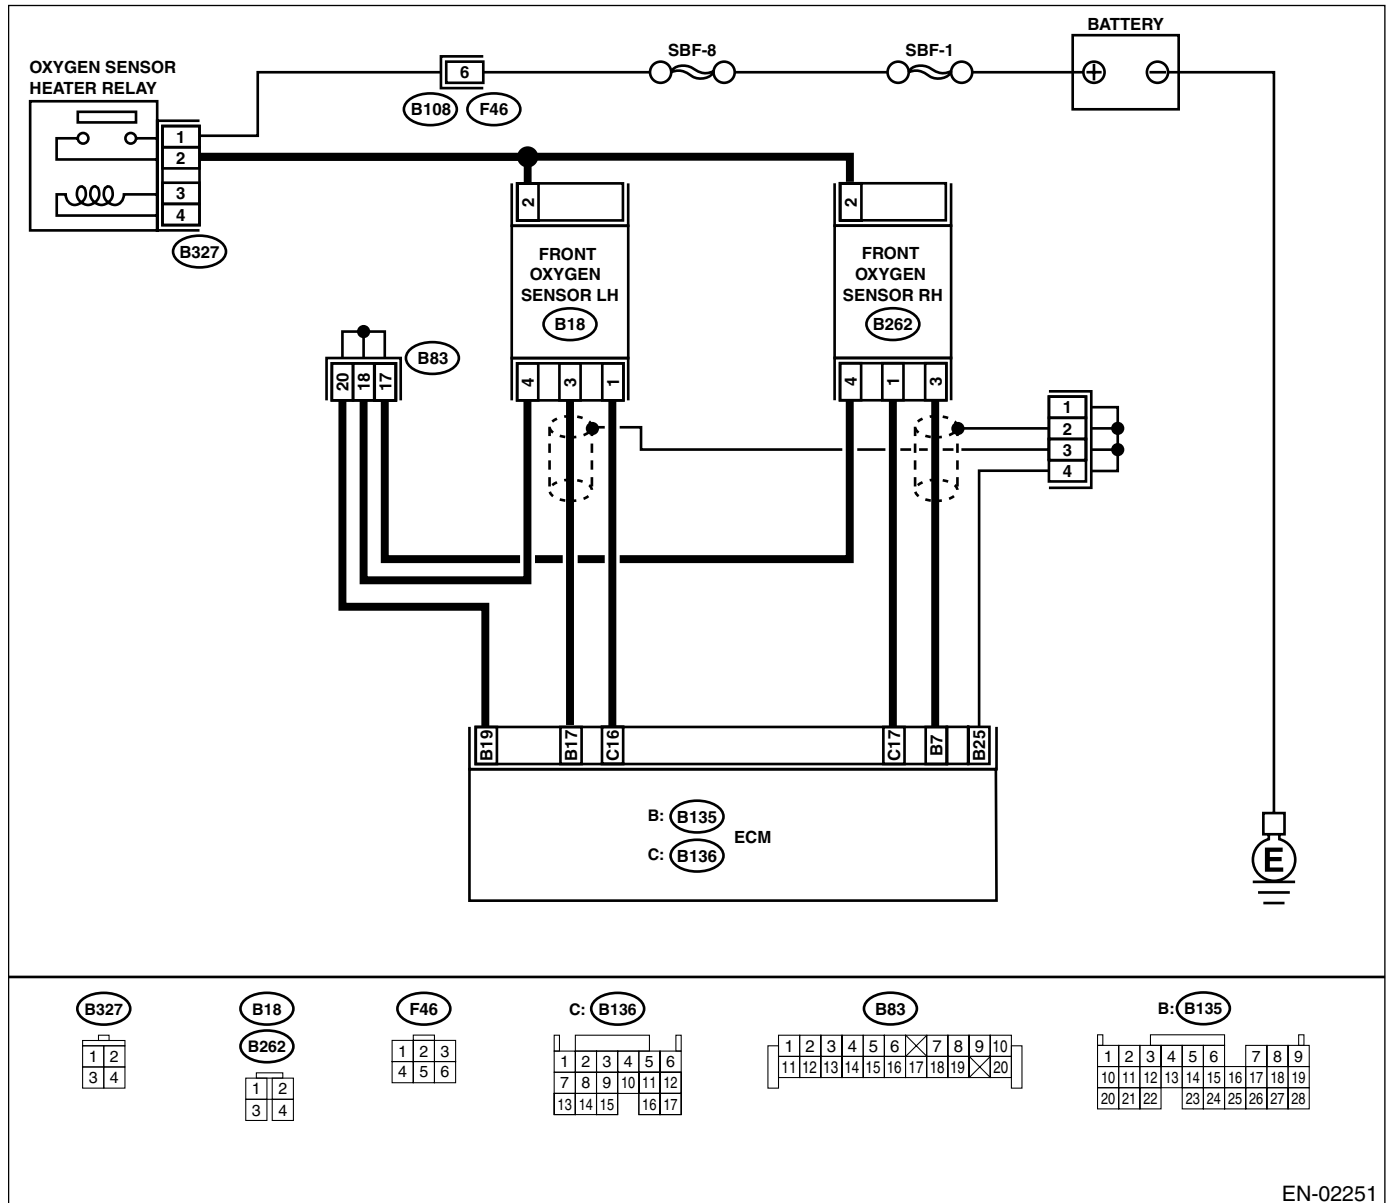 BATTERY
SBF-8
SBF-1
OXYGEN SENSOR
HEATER RELAY
6
B108
F46
1
2
3
4
B327
2
2
FRONT
OXYGEN
SENSOR LH
B18
FRONT
OXYGEN
SENSOR RH
B262
B83
20
18
17
4
3
1
4
1
3
1
2
3
4
B19
B17
C16
C17
B7
B25
B: B135
ECM
C: B136
E
B327
B18
B262
F46
C: B136
B83
B: B135
1 2
3 4
1 2
3 4
1 2 3
4 5 6
1 2 3 4 5 6
7 8 9 10 11 12
13 14 15 16 17
1 2 3 4 5 6 7 8 9 10
11 12 13 14 15 16 17 18 19 20
1 2 3 4 5 6 7 8 9
10 11 12 13 14 15 16 17 18 19
20 21 22 23 24 25 26 27 28
EN-02251